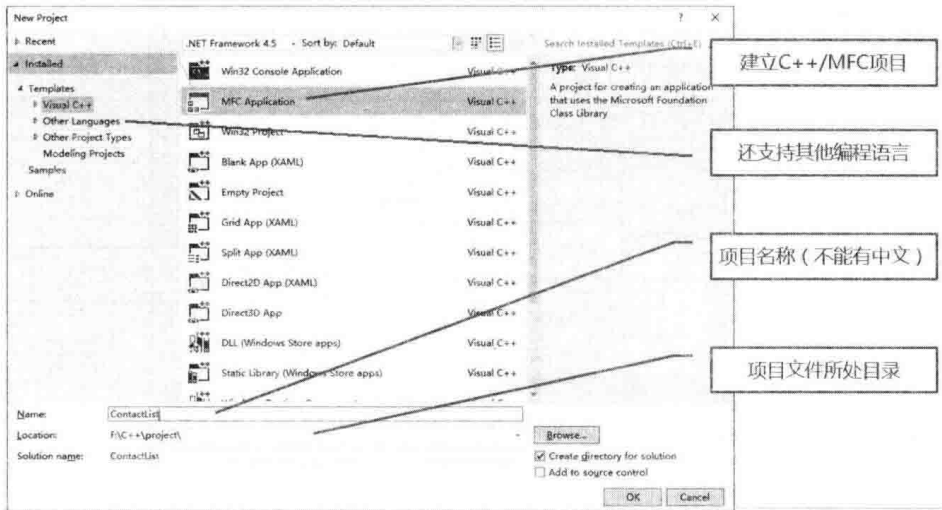 New Project
? ×
Recent
.NET Framework 4.5 Sort by: Default
Search Installed Templates (Ctrl+E)
Installed
Templates
Visual C++
Other Languages
Other Project Types
Modeling Projects
Samples
Online
Win32 Console Application Visual C++
MFC Application Visual C++
Win32 Project Visual C++
Blank App (XAML) Visual C++
Empty Project Visual C++
Grid App (XAML) Visual C++
Split App (XAML) Visual C++
Direct2D App (XAML) Visual C++
Direct3D App Visual C++
DLL (Windows Store apps) Visual C++
Static Library (Windows Store apps) Visual C++
Type: Visual C++
A project for creating an application
that uses the Microsoft Foundation
Class Library
建立C++/MFC项目
还支持其他编程语言
项目名称（不能有中文）
项目文件所处目录
Name: ContactList
Location: F:\C++\project\
Browse...
Solution name: ContactList
Create directory for solution
Add to source control
OK Cancel